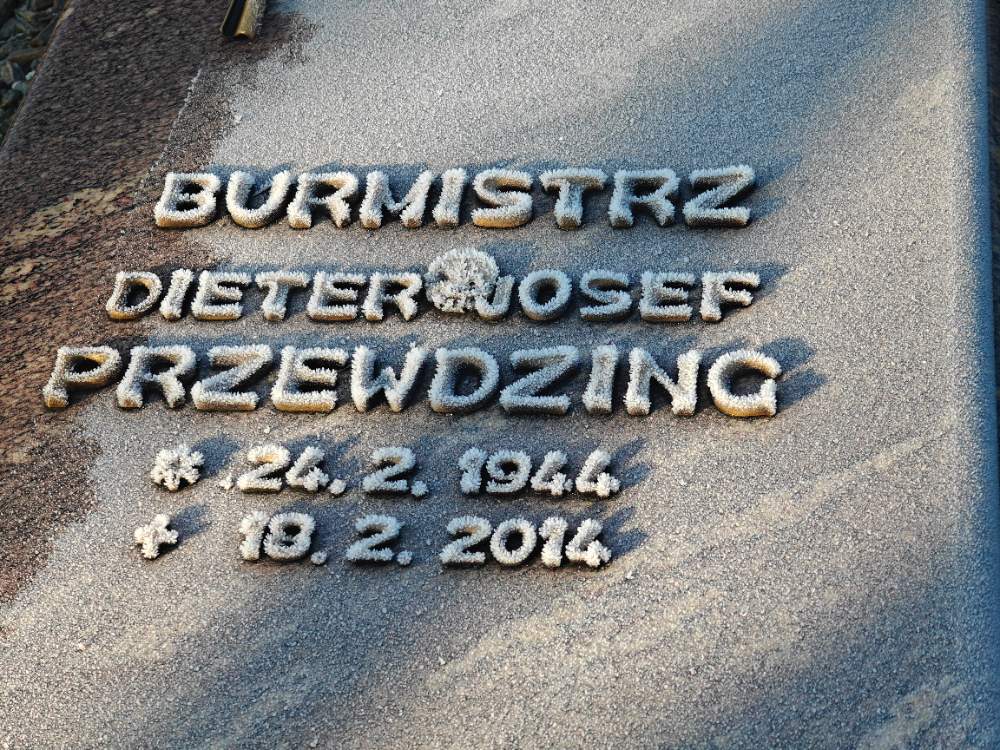 BURMISTRZ
DIETER JOSEF
PRZEWDZING
* .24. 2. 1944
+ 18. 2. 2014